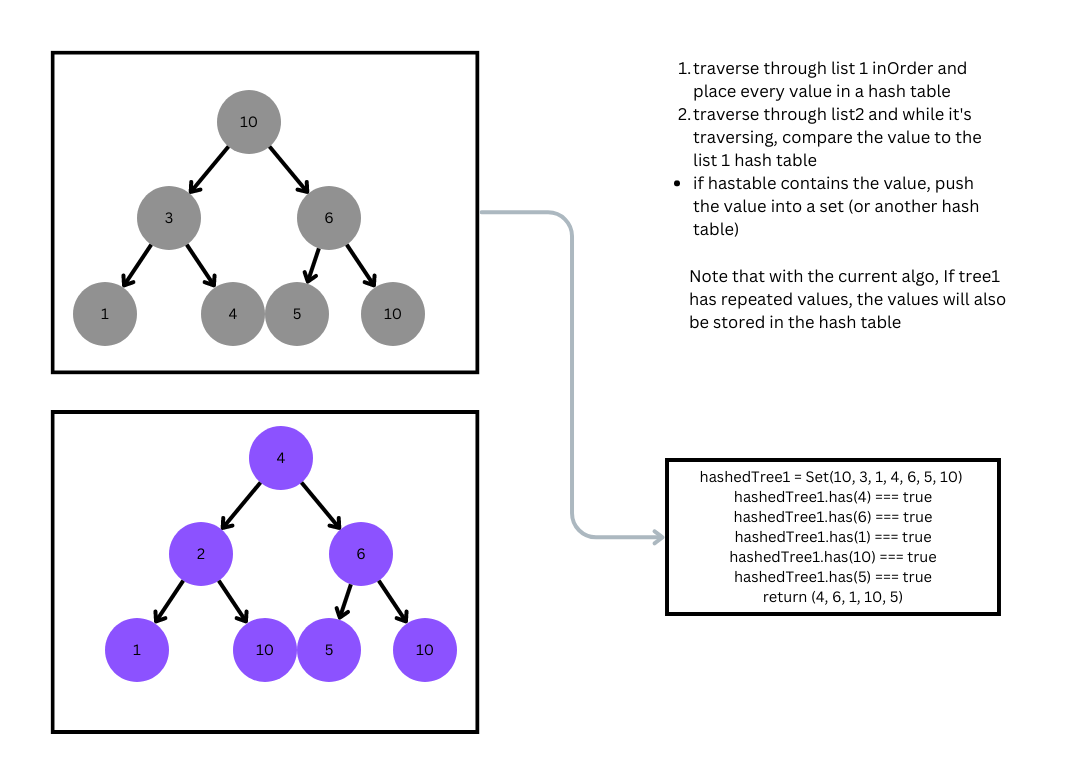 10
3
6
1
4
5
10
4
2
6
1
10
5
10
1. traverse through list 1 inOrder and
place every value in a hash table
2. traverse through list2 and while it's
traversing, compare the value to the
list 1 hash table
• if hastable contains the value, push
the value into a set (or another hash
table)
Note that with the current algo, If tree1
has repeated values, the values will also
be stored in the hash table
hashedTree1 = Set(10, 3, 1, 4, 6, 5, 10)
hashedTree1.has(4) === true
hashedTree1.has(6) === true
hashedTree1.has(1) === true
hashedTree1.has(10) === true
hashedTree1.has(5) === true
return (4, 6, 1, 10, 5)